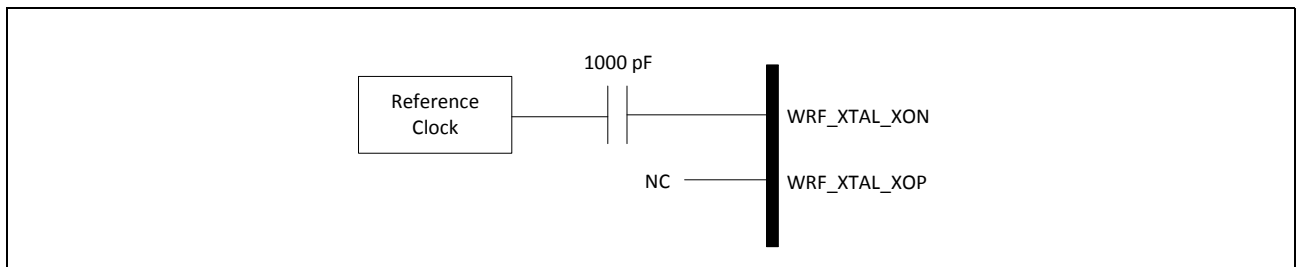 1000 pF
Reference
Clock
WRF_XTAL_XON
NC
WRF_XTAL_XOP